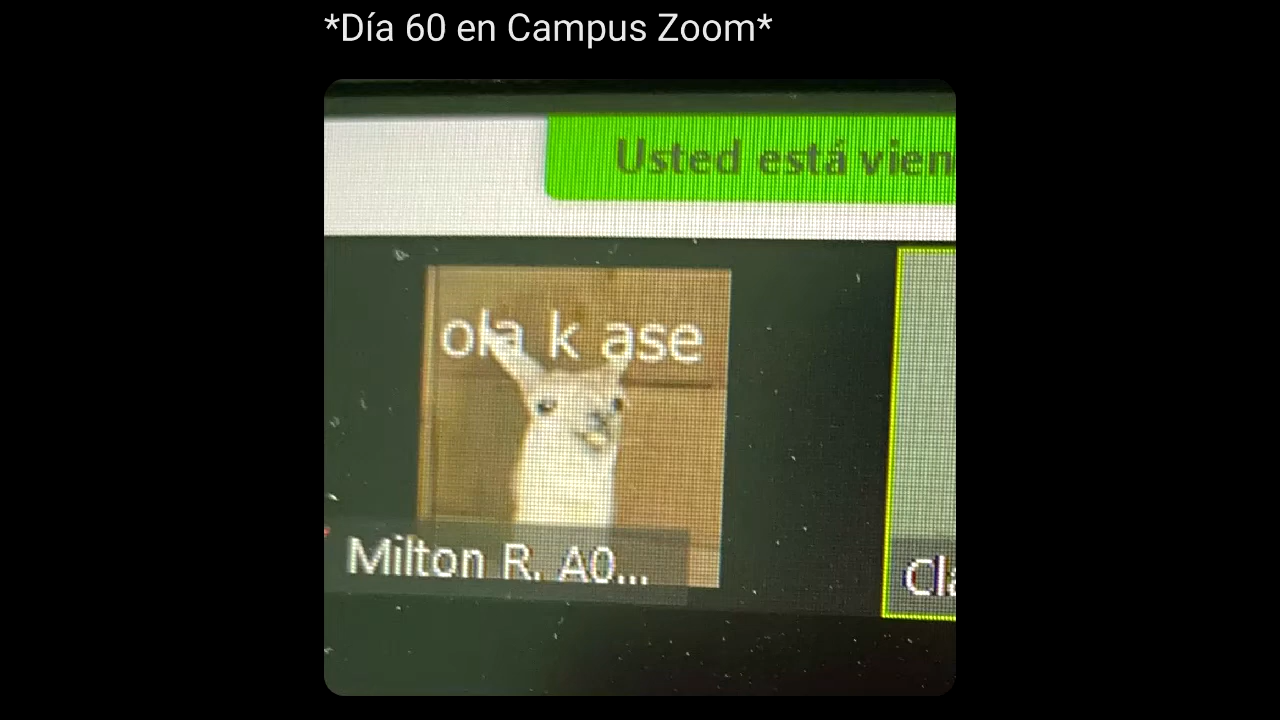 *Día 60 en Campus Zoom*
Usted está vien
ola k ase
Milton R. A0...
Cla